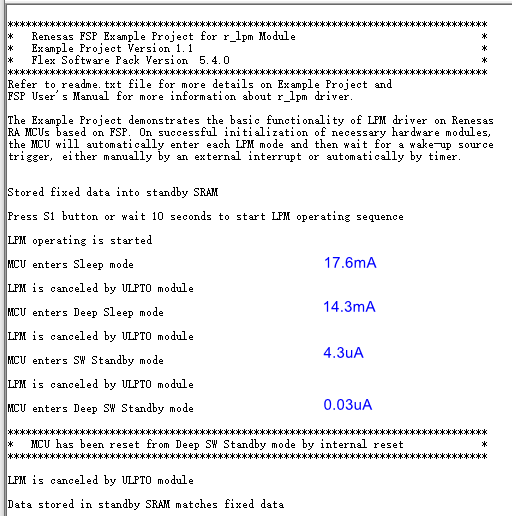 ********************************************************************************
*   Renesas FSP Example Project for r_lpm Module                               *
*   Example Project Version 1.1                                                *
*   Flex Software Pack Version  5.4.0                                          *
********************************************************************************
Refer to readme.txt file for more details on Example Project and
FSP User's Manual for more information about r_lpm driver.
The Example Project demonstrates the basic functionality of LPM driver on Renesas
RA MCUs based on FSP. On successful initialization of necessary hardware modules,
the MCU will automatically enter each LPM mode and then wait for a wake-up source
trigger, either manually by an external interrupt or automatically by timer.
Stored fixed data into standby SRAM
Press S1 button or wait 10 seconds to start LPM operating sequence
LPM operating is started
MCU enters Sleep mode 17.6mA
LPM is canceled by ULPTO module
MCU enters Deep Sleep mode 14.3mA
LPM is canceled by ULPTO module
MCU enters SW Standby mode 4.3uA
LPM is canceled by ULPTO module
MCU enters Deep SW Standby mode 0.03uA
********************************************************************************
*   MCU has been reset from Deep SW Standby mode by internal reset             *
********************************************************************************
LPM is canceled by ULPTO module
Data stored in standby SRAM matches fixed data